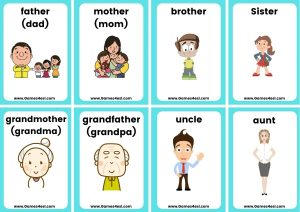 father
(dad)
www.Games4esl.com
mother
(mom)
www.Games4esl.com
brother
www.Games4esl.com
Sister
www.Games4esl.com
grandmother
(grandma)
www.Games4esl.com
grandfather
(grandpa)
www.Games4esl.com
uncle
www.Games4esl.com
aunt
www.Games4esl.com